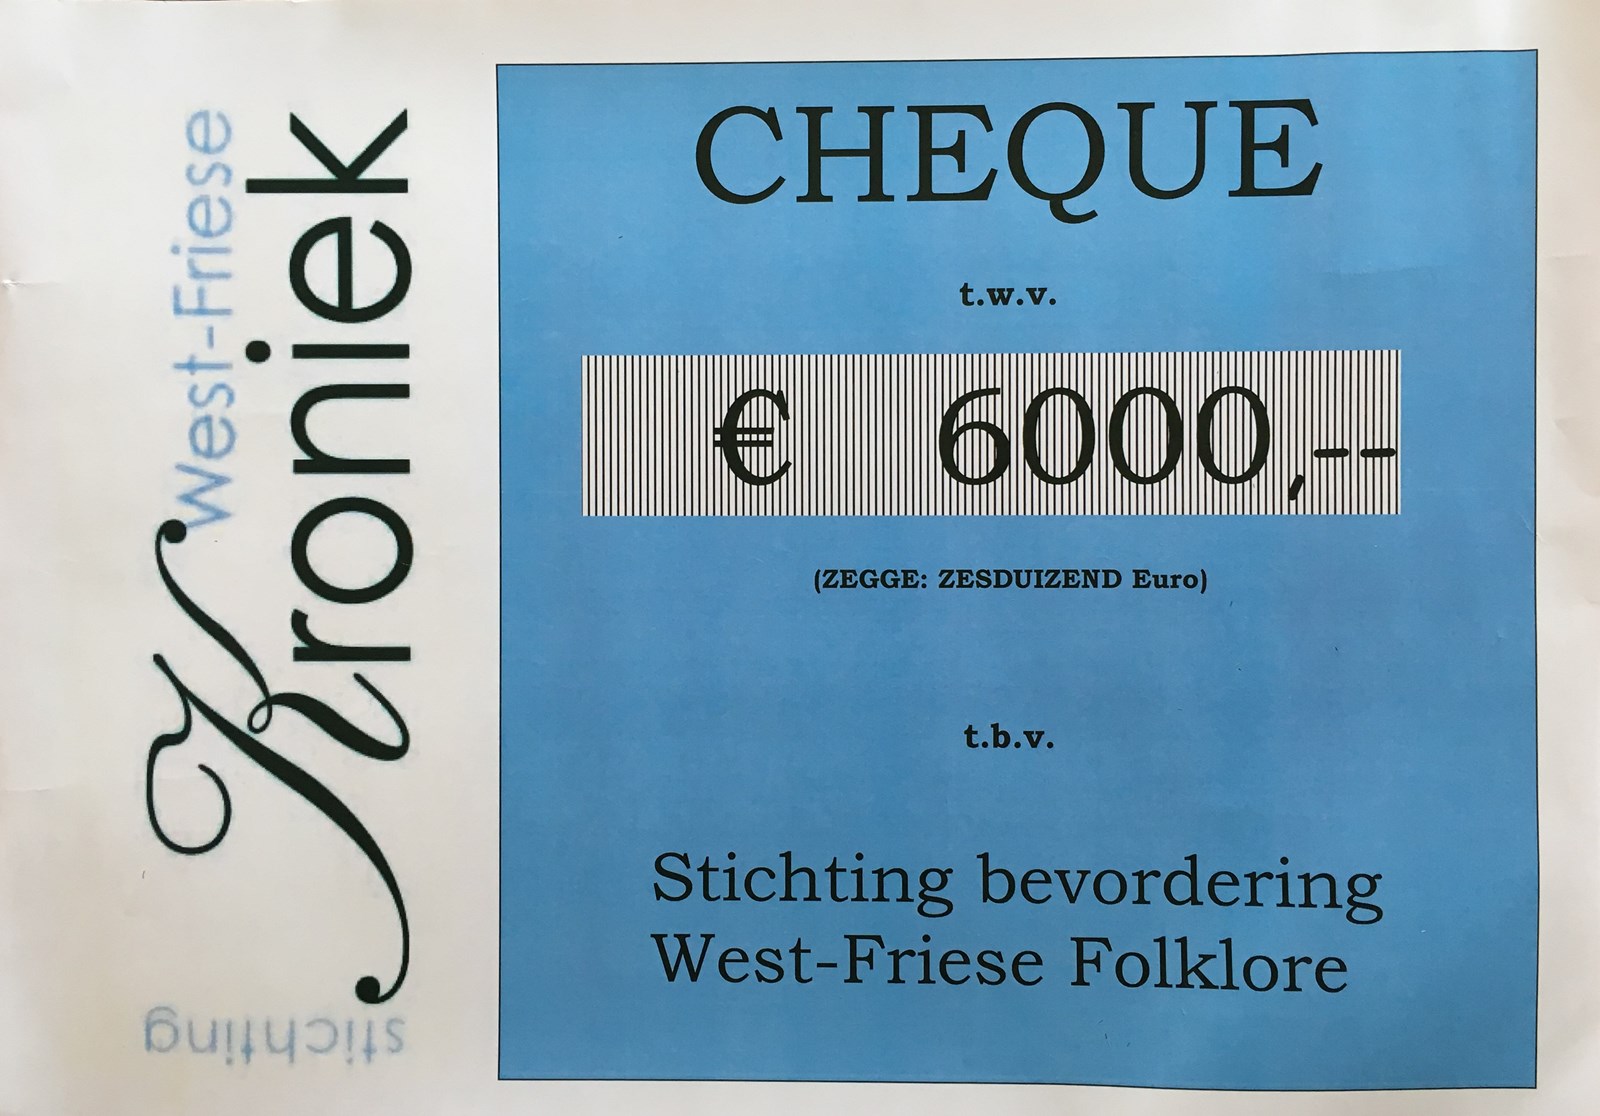 stichting
West-Friese
Kroniek
CHEQUE
t.w.v.
€ 6000,--
(ZEGGE: ZESDUIZEND Euro)
t.b.v.
Stichting bevordering
West-Friese Folklore